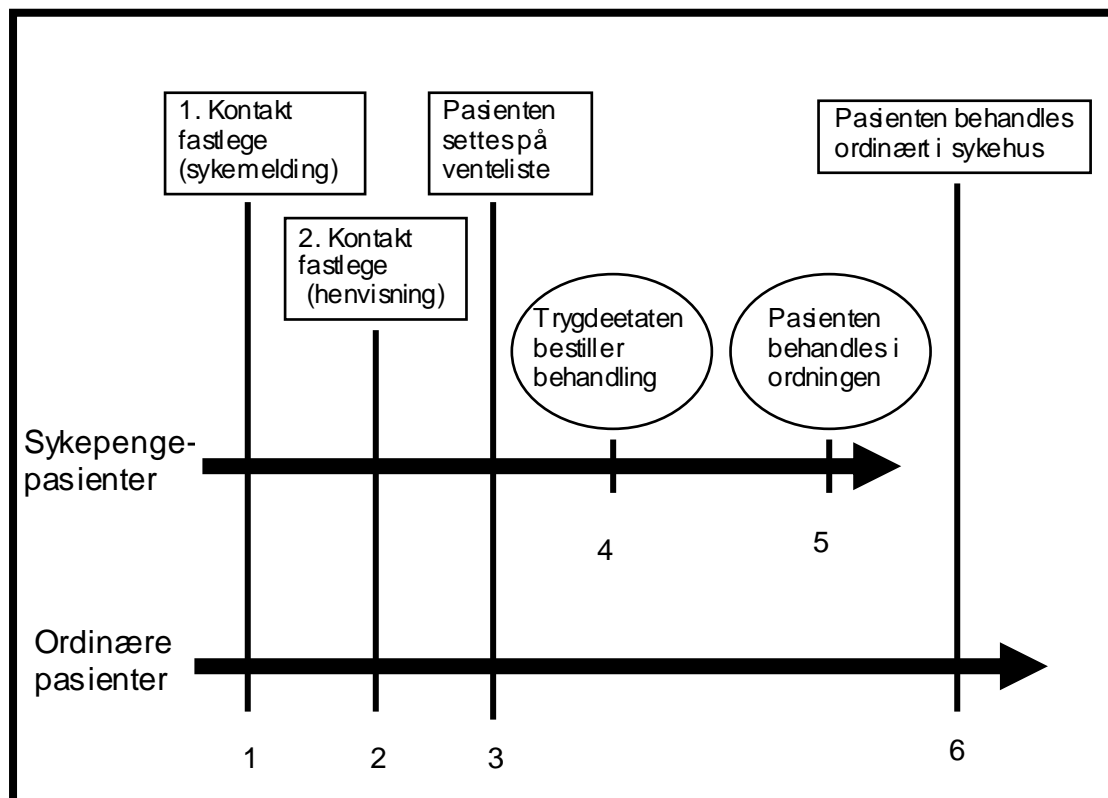 1. Kontakt
fastlege
(sykemelding)
Pasienten
settes på
venteliste
Pasienten behandles
ordinært i sykehus
2. Kontakt
fastlege
(henvisning)
Trygdeetaten
bestiller
behandling
Pasienten
behandles i
ordningen
Sykepenge-
pasienter
4
5
Ordinære
pasienter
1
2
3
6